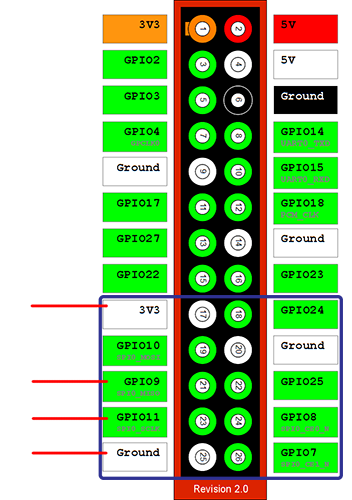 3V3 1 2 5V
GPIO2 3 4 5V
GPIO3 5 6 Ground
GPIO4 7 8 GPIO14
UART0_TXD
Ground 9 10 GPIO15
UART0_RXD
GPIO17 11 12 GPIO18
PCM_CLK
GPIO27 13 14 Ground
GPIO22 15 16 GPIO23
3V3 17 18 GPIO24
GPIO10 19 20 Ground
SPI0_MOSI
GPIO9 21 22 GPIO25
SPI0_MISO
GPIO11 23 24 GPIO8
SPI0_SCLK SPI0_CE0_N
Ground 25 26 GPIO7
SPI0_CE1_N
Revision 2.0